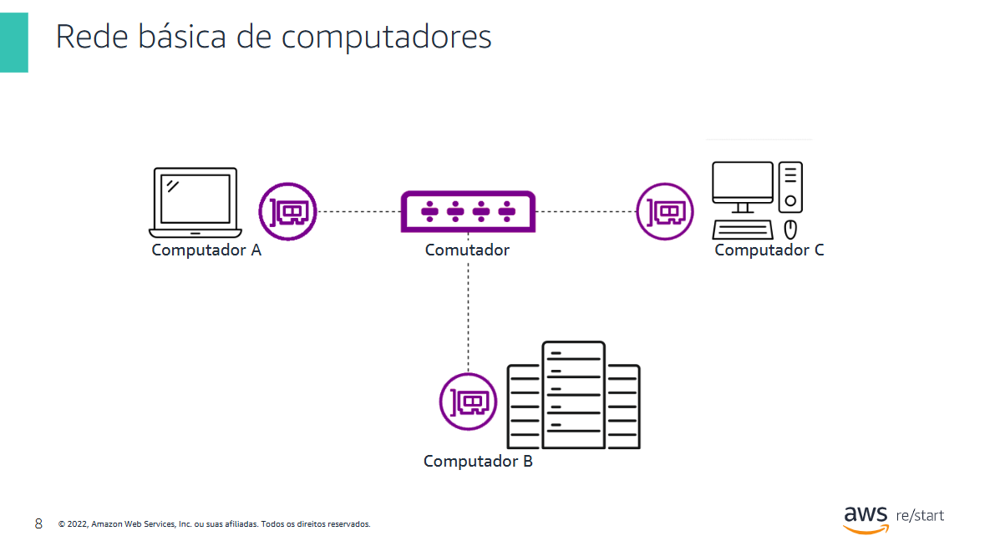 Rede básica de computadores
Computador A
Comutador
Computador C
Computador B
8
© 2022, Amazon Web Services, Inc. ou suas afiliadas. Todos os direitos reservados.
aws re/start